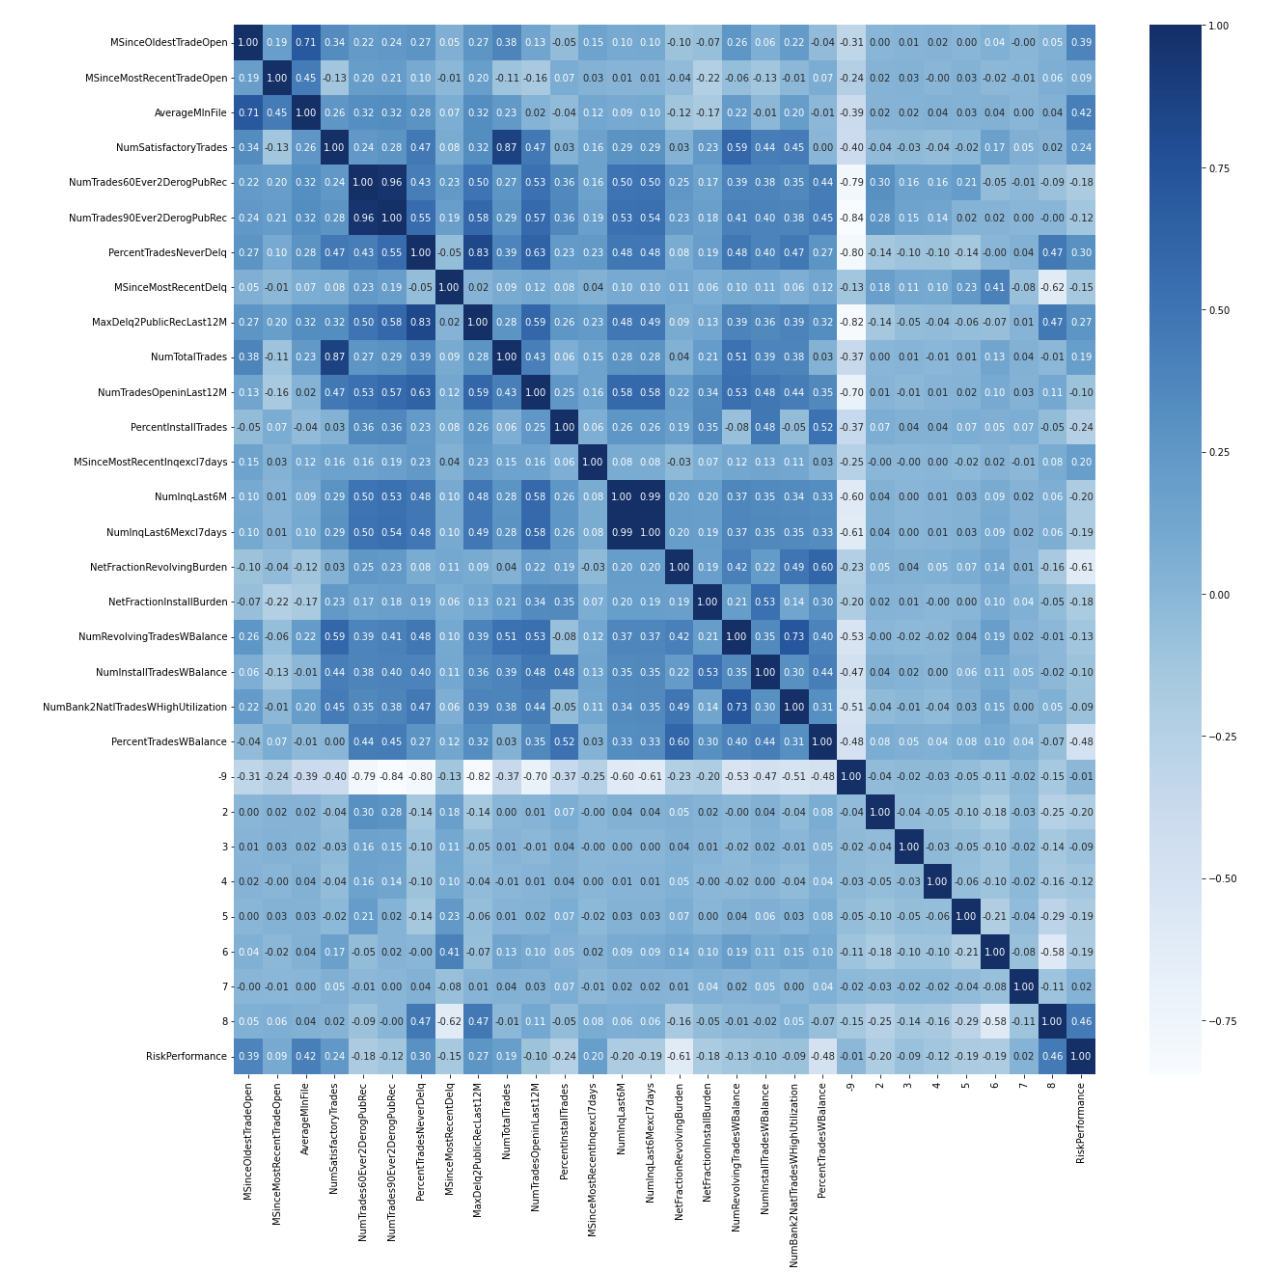 MSinceOldestTradeOpen 1.00 0.19 0.71 0.34 0.22 0.24 0.27 0.05 0.27 0.38 0.13 -0.05 0.15 0.10 0.10 -0.10 -0.07 0.26 0.06 0.22 -0.04 -0.31 0.00 0.01 0.02 0.00 0.04 -0.00 0.05 0.39
MSinceMostRecentTradeOpen 0.19 1.00 0.45 -0.13 0.20 0.21 0.10 -0.01 0.20 -0.11 -0.16 0.07 0.03 0.01 0.01 -0.04 -0.22 -0.06 -0.13 -0.01 0.07 -0.24 0.02 0.03 -0.00 0.03 -0.02 -0.01 0.06 0.09
AverageMInFile 0.71 0.45 1.00 0.26 0.32 0.32 0.28 0.07 0.32 0.23 0.02 -0.04 0.12 0.09 0.10 -0.12 -0.17 0.22 -0.01 0.20 -0.01 -0.39 0.02 0.02 0.04 0.03 0.04 0.00 0.04 0.42
NumSatisfactoryTrades 0.34 -0.13 0.26 1.00 0.24 0.28 0.47 0.08 0.32 0.87 0.47 0.03 0.16 0.29 0.29 0.03 0.23 0.59 0.44 0.45 0.00 -0.40 -0.04 -0.03 -0.04 -0.02 0.17 0.05 0.02 0.24
NumTrades60Ever2DerogPubRec 0.22 0.20 0.32 0.24 1.00 0.96 0.43 0.23 0.50 0.27 0.53 0.36 0.16 0.50 0.50 0.25 0.17 0.39 0.38 0.35 0.44 -0.79 0.30 0.16 0.16 0.21 -0.05 -0.01 -0.09 -0.18
NumTrades90Ever2DerogPubRec 0.24 0.21 0.32 0.28 0.96 1.00 0.55 0.19 0.58 0.29 0.57 0.36 0.19 0.53 0.54 0.23 0.18 0.41 0.40 0.38 0.45 -0.84 0.28 0.15 0.14 0.02 0.02 0.00 -0.00 -0.12
PercentTradesNeverDelq 0.27 0.10 0.28 0.47 0.43 0.55 1.00 -0.05 0.83 0.39 0.63 0.23 0.23 0.48 0.48 0.08 0.19 0.48 0.40 0.47 0.27 -0.80 -0.14 -0.10 -0.10 -0.14 -0.00 0.04 0.47 0.30
MSinceMostRecentDelq 0.05 -0.01 0.07 0.08 0.23 0.19 -0.05 1.00 0.02 0.09 0.12 0.08 0.04 0.10 0.10 0.11 0.06 0.10 0.11 0.06 0.12 -0.13 0.18 0.11 0.10 0.23 0.41 -0.08 -0.62 -0.15
MaxDelq2PublicRecLast12M 0.27 0.20 0.32 0.32 0.50 0.58 0.83 0.02 1.00 0.28 0.59 0.26 0.23 0.48 0.49 0.09 0.13 0.39 0.36 0.39 0.32 -0.82 -0.14 -0.05 -0.04 -0.06 -0.07 0.01 0.47 0.27
NumTotalTrades 0.38 -0.11 0.23 0.87 0.27 0.29 0.39 0.09 0.28 1.00 0.43 0.06 0.15 0.28 0.28 0.04 0.21 0.51 0.39 0.38 0.03 -0.37 0.00 0.01 -0.01 0.01 0.13 0.04 -0.01 0.19
NumTradesOpeninLast12M 0.13 -0.16 0.02 0.47 0.53 0.57 0.63 0.12 0.59 0.43 1.00 0.25 0.16 0.58 0.58 0.22 0.34 0.53 0.48 0.44 0.35 -0.70 0.01 -0.01 0.01 0.02 0.10 0.03 0.11 -0.10
PercentInstallTrades -0.05 0.07 -0.04 0.03 0.36 0.36 0.23 0.08 0.26 0.06 0.25 1.00 0.06 0.26 0.26 0.19 0.35 -0.08 0.48 -0.05 0.52 -0.37 0.07 0.04 0.04 0.07 0.05 0.07 -0.05 -0.24
MSinceMostRecentInqexcl7days 0.15 0.03 0.12 0.16 0.16 0.19 0.23 0.04 0.23 0.15 0.16 0.06 1.00 0.08 0.08 -0.03 0.07 0.12 0.13 0.11 0.03 -0.25 -0.00 -0.00 0.00 -0.02 0.02 -0.01 0.08 0.20
NumInqLast6M 0.10 0.01 0.09 0.29 0.50 0.53 0.48 0.10 0.48 0.28 0.58 0.26 0.08 1.00 0.99 0.20 0.20 0.37 0.35 0.34 0.33 -0.60 0.04 0.00 0.01 0.03 0.09 0.02 0.06 -0.20
NumInqLast6Mexcl7days 0.10 0.01 0.10 0.29 0.50 0.54 0.48 0.10 0.49 0.28 0.58 0.26 0.08 0.99 1.00 0.20 0.19 0.37 0.35 0.35 0.33 -0.61 0.04 0.00 0.01 0.03 0.09 0.02 0.06 -0.19
NetFractionRevolvingBurden -0.10 -0.04 -0.12 0.03 0.25 0.23 0.08 0.11 0.09 0.04 0.22 0.19 -0.03 0.20 0.20 1.00 0.19 0.42 0.22 0.49 0.60 -0.23 0.05 0.04 0.05 0.07 0.14 0.01 -0.16 -0.61
NetFractionInstallBurden -0.07 -0.22 -0.17 0.23 0.17 0.18 0.19 0.06 0.13 0.21 0.34 0.35 0.07 0.20 0.19 0.19 1.00 0.21 0.53 0.14 0.30 -0.20 0.02 0.01 -0.00 0.00 0.10 0.04 -0.05 -0.18
NumRevolvingTradesWBalance 0.26 -0.06 0.22 0.59 0.39 0.41 0.48 0.10 0.39 0.51 0.53 -0.08 0.12 0.37 0.37 0.42 0.21 1.00 0.35 0.73 0.40 -0.53 -0.00 -0.02 -0.02 0.04 0.19 0.02 -0.01 -0.13
NumInstallTradesWBalance 0.06 -0.13 -0.01 0.44 0.38 0.40 0.40 0.11 0.36 0.39 0.48 0.48 0.13 0.35 0.35 0.22 0.53 0.35 1.00 0.30 0.44 -0.47 0.04 0.02 0.00 0.06 0.11 0.05 -0.02 -0.10
NumBank2NatlTradesWHighUtilization 0.22 -0.01 0.20 0.45 0.35 0.38 0.47 0.06 0.39 0.38 0.44 -0.05 0.11 0.34 0.35 0.49 0.14 0.73 0.30 1.00 0.31 -0.51 -0.04 -0.01 -0.04 0.03 0.15 0.00 0.05 -0.09
PercentTradesWBalance -0.04 0.07 -0.01 0.00 0.44 0.45 0.27 0.12 0.32 0.03 0.35 0.52 0.03 0.33 0.33 0.60 0.30 0.40 0.44 0.31 1.00 -0.48 0.08 0.05 0.04 0.08 0.10 0.04 -0.07 -0.48
-9 -0.31 -0.24 -0.39 -0.40 -0.79 -0.84 -0.80 -0.13 -0.82 -0.37 -0.70 -0.37 -0.25 -0.60 -0.61 -0.23 -0.20 -0.53 -0.47 -0.51 -0.48 1.00 -0.04 -0.02 -0.03 -0.05 -0.11 -0.02 -0.15 -0.01
2 0.00 0.02 0.02 -0.04 0.30 0.28 -0.14 0.18 -0.14 0.00 0.01 0.07 -0.00 0.04 0.04 0.05 0.02 -0.00 0.04 -0.04 0.08 -0.04 1.00 -0.04 -0.05 -0.10 -0.18 -0.03 -0.25 -0.20
3 0.01 0.03 0.02 -0.03 0.16 0.15 -0.10 0.11 -0.05 0.01 -0.01 0.04 -0.00 0.00 0.00 0.04 0.01 -0.02 0.02 -0.01 0.05 -0.02 -0.04 1.00 -0.03 -0.05 -0.10 -0.02 -0.14 -0.09
4 0.02 -0.00 0.04 -0.04 0.16 0.14 -0.10 0.10 -0.04 -0.01 0.01 0.04 0.00 0.01 0.01 0.05 -0.00 -0.02 0.00 -0.04 0.04 -0.03 -0.05 -0.03 1.00 -0.06 -0.10 -0.02 -0.16 -0.12
5 0.00 0.03 0.03 -0.02 0.21 0.02 -0.14 0.23 -0.06 0.01 0.02 0.07 -0.02 0.03 0.03 0.07 0.00 0.04 0.06 0.03 0.08 -0.05 -0.10 -0.05 -0.06 1.00 -0.21 -0.04 -0.29 -0.19
6 0.04 -0.02 0.04 0.17 -0.05 0.02 -0.00 0.41 -0.07 0.13 0.10 0.05 0.02 0.09 0.09 0.14 0.10 0.19 0.11 0.15 0.10 -0.11 -0.18 -0.10 -0.10 -0.21 1.00 -0.08 -0.58 -0.19
7 -0.00 -0.01 0.00 0.05 -0.01 0.00 0.04 -0.08 0.01 0.04 0.03 0.07 -0.01 0.02 0.02 0.01 0.04 0.02 0.05 0.00 0.04 -0.02 -0.03 -0.02 -0.02 -0.04 -0.08 1.00 -0.11 0.02
8 0.05 0.06 0.04 0.02 -0.09 -0.00 0.47 -0.62 0.47 -0.01 0.11 -0.05 0.08 0.06 0.06 -0.16 -0.05 -0.01 -0.02 0.05 -0.07 -0.15 -0.25 -0.14 -0.16 -0.29 -0.58 -0.11 1.00 0.46
RiskPerformance 0.39 0.09 0.42 0.24 -0.18 -0.12 0.30 -0.15 0.27 0.19 -0.10 -0.24 0.20 -0.20 -0.19 -0.61 -0.18 -0.13 -0.10 -0.09 -0.48 -0.01 -0.20 -0.09 -0.12 -0.19 -0.19 0.02 0.46 1.00
MSinceOldestTradeOpen
MSinceMostRecentTradeOpen
AverageMInFile
NumSatisfactoryTrades
NumTrades60Ever2DerogPubRec
NumTrades90Ever2DerogPubRec
PercentTradesNeverDelq
MSinceMostRecentDelq
MaxDelq2PublicRecLast12M
NumTotalTrades
NumTradesOpeninLast12M
PercentInstallTrades
MSinceMostRecentInqexcl7days
NumInqLast6M
NumInqLast6Mexcl7days
NetFractionRevolvingBurden
NetFractionInstallBurden
NumRevolvingTradesWBalance
NumInstallTradesWBalance
NumBank2NatlTradesWHighUtilization
PercentTradesWBalance
-9
2
3
4
5
6
7
8
RiskPerformance
1.00
0.75
0.50
0.25
0.00
−0.25
−0.50
−0.75